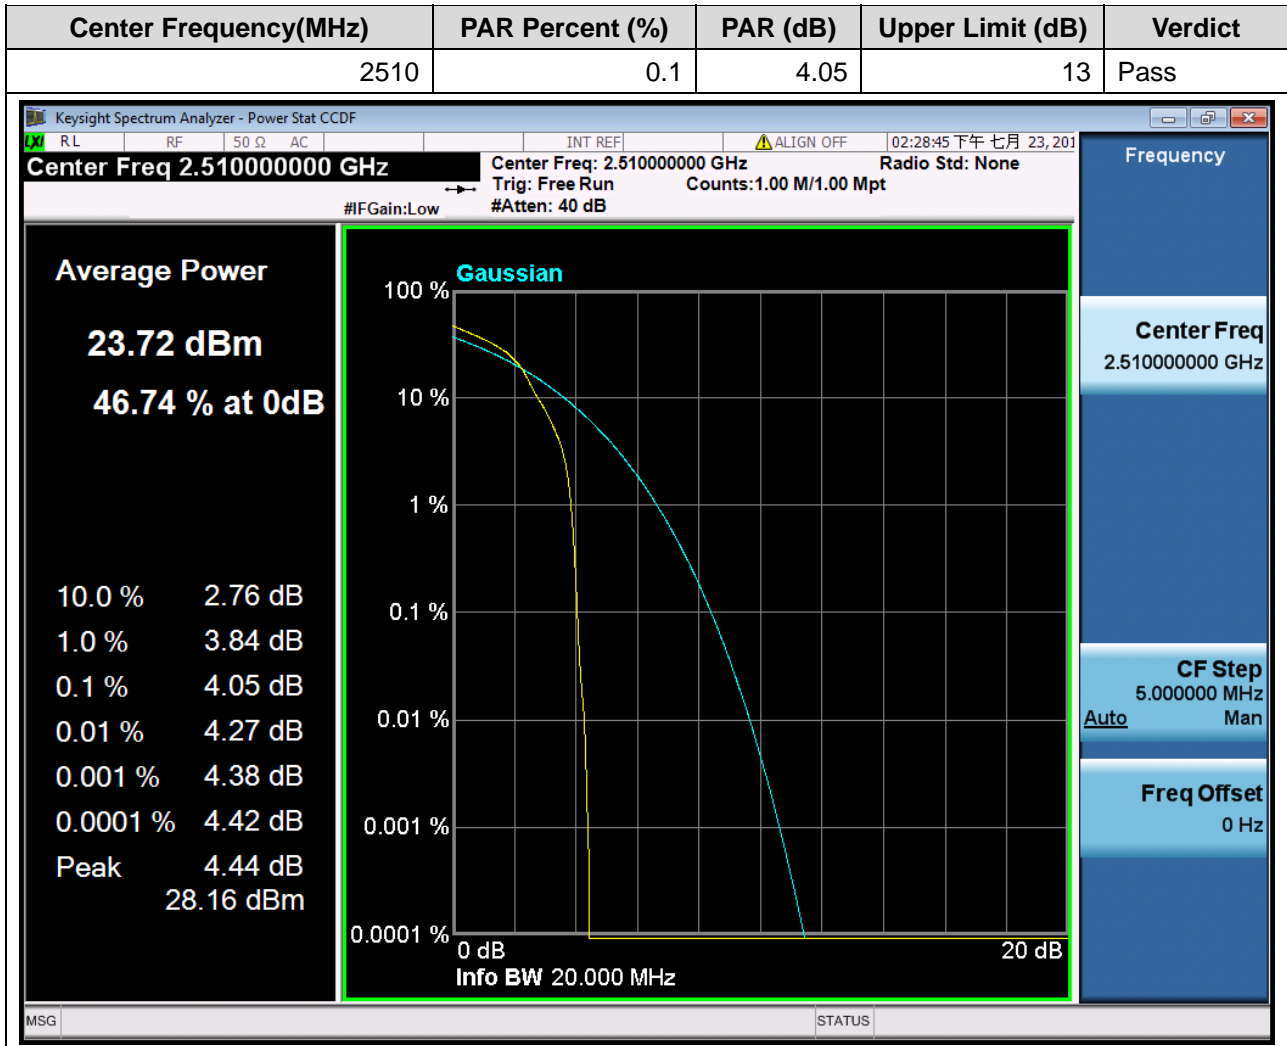 Center Frequency(MHz) PAR Percent (%) PAR (dB) Upper Limit (dB) Verdict
2510 0.1 4.05 13 Pass
Keysight Spectrum Analyzer - Power Stat CCDF
LXI RL RF 50 Ω AC INT REF ALIGN OFF 02:28:45 下午 七月 23, 201
Center Freq 2.510000000 GHz
Center Freq: 2.510000000 GHz Radio Std: None
Trig: Free Run Counts:1.00 M/1.00 Mpt
#IFGain:Low #Atten: 40 dB
Average Power
23.72 dBm
46.74 % at 0dB
10.0 % 2.76 dB
1.0 % 3.84 dB
0.1 % 4.05 dB
0.01 % 4.27 dB
0.001 % 4.38 dB
0.0001 % 4.42 dB
Peak 4.44 dB
28.16 dBm
Gaussian
100 %
10 %
1 %
0.1 %
0.01 %
0.001 %
0.0001 %
0 dB 20 dB
Info BW 20.000 MHz
Frequency
Center Freq
2.510000000 GHz
CF Step
5.000000 MHz
Auto Man
Freq Offset
0 Hz
MSG STATUS